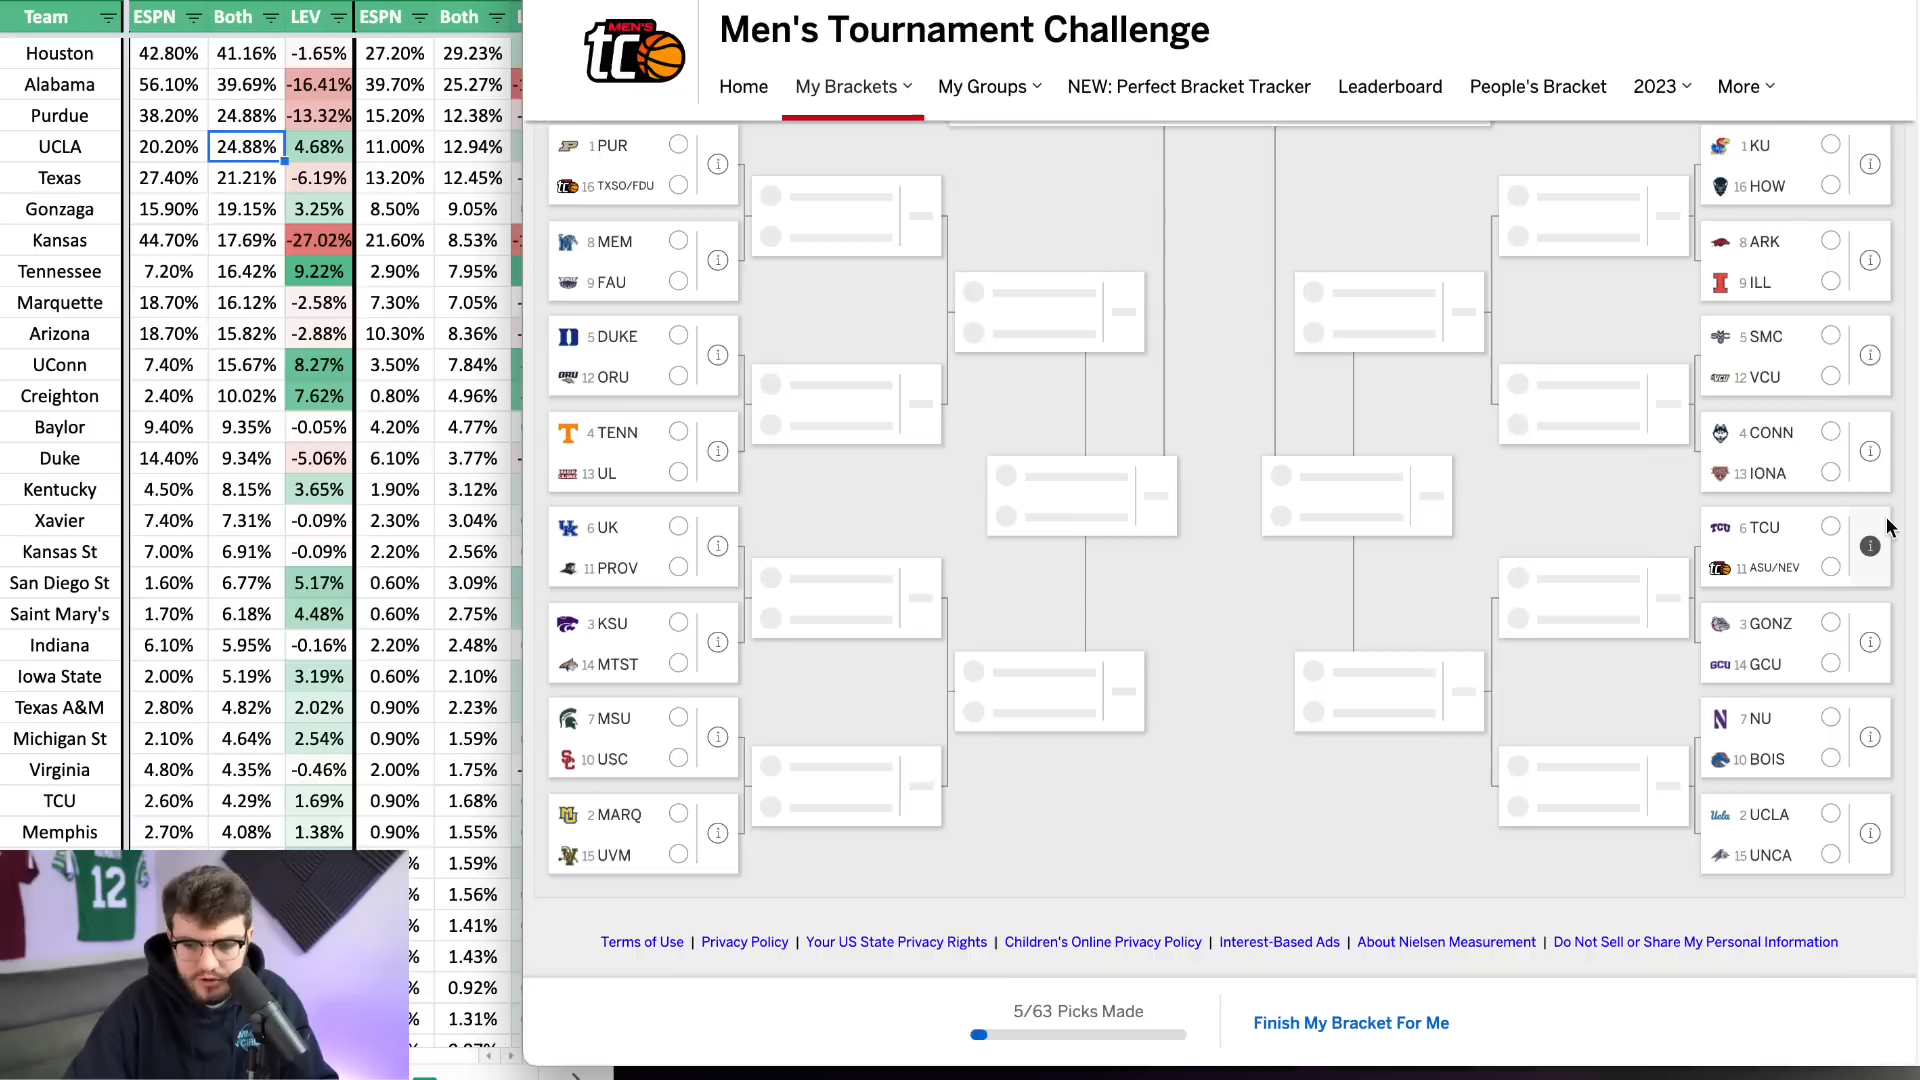 Team ESPN Both LEV ESPN Both
Houston 42.80% 41.16% -1.65% 27.20% 29.23%
Alabama 56.10% 39.69% -16.41% 39.70% 25.27%
Purdue 38.20% 24.88% -13.32% 15.20% 12.38%
UCLA 20.20% 24.88% 4.68% 11.00% 12.94%
Texas 27.40% 21.21% -6.19% 13.20% 12.45%
Gonzaga 15.90% 19.15% 3.25% 8.50% 9.05%
Kansas 44.70% 17.69% -27.02% 21.60% 8.53%
Tennessee 7.20% 16.42% 9.22% 2.90% 7.95%
Marquette 18.70% 16.12% -2.58% 7.30% 7.05%
Arizona 18.70% 15.82% -2.88% 10.30% 8.36%
UConn 7.40% 15.67% 8.27% 3.50% 7.84%
Creighton 2.40% 10.02% 7.62% 0.80% 4.96%
Baylor 9.40% 9.35% -0.05% 4.20% 4.77%
Duke 14.40% 9.34% -5.06% 6.10% 3.77%
Kentucky 4.50% 8.15% 3.65% 1.90% 3.12%
Xavier 7.40% 7.31% -0.09% 2.30% 3.04%
Kansas St 7.00% 6.91% -0.09% 2.20% 2.56%
San Diego St 1.60% 6.77% 5.17% 0.60% 3.09%
Saint Mary's 1.70% 6.18% 4.48% 0.60% 2.75%
Indiana 6.10% 5.95% -0.16% 2.20% 2.48%
Iowa State 2.00% 5.19% 3.19% 0.60% 2.10%
Texas A&M 2.80% 4.82% 2.02% 0.90% 2.23%
Michigan St 2.10% 4.64% 2.54% 0.90% 1.59%
Virginia 4.80% 4.35% -0.46% 2.00% 1.75%
TCU 2.60% 4.29% 1.69% 0.90% 1.68%
Memphis 2.70% 4.08% 1.38% 0.90% 1.55%
% 1.59%
% 1.56%
% 1.41%
% 1.43%
% 0.92%
% 1.31%
12
MEN'S
tc
Men's Tournament Challenge
Home My Brackets My Groups NEW: Perfect Bracket Tracker Leaderboard People's Bracket 2023 More
1 PUR
16 TXSO/FDU
8 MEM
9 FAU
5 DUKE
12 ORU
4 TENN
13 UL
6 UK
11 PROV
3 KSU
14 MTST
7 MSU
10 USC
2 MARQ
15 UVM
1 KU
16 HOW
8 ARK
9 ILL
5 SMC
12 VCU
4 CONN
13 IONA
6 TCU
11 ASU/NEV
3 GONZ
14 GCU
7 NU
10 BOIS
2 UCLA
15 UNCA
Terms of Use | Privacy Policy | Your US State Privacy Rights | Children's Online Privacy Policy | Interest-Based Ads | About Nielsen Measurement | Do Not Sell or Share My Personal Information
5/63 Picks Made
Finish My Bracket For Me